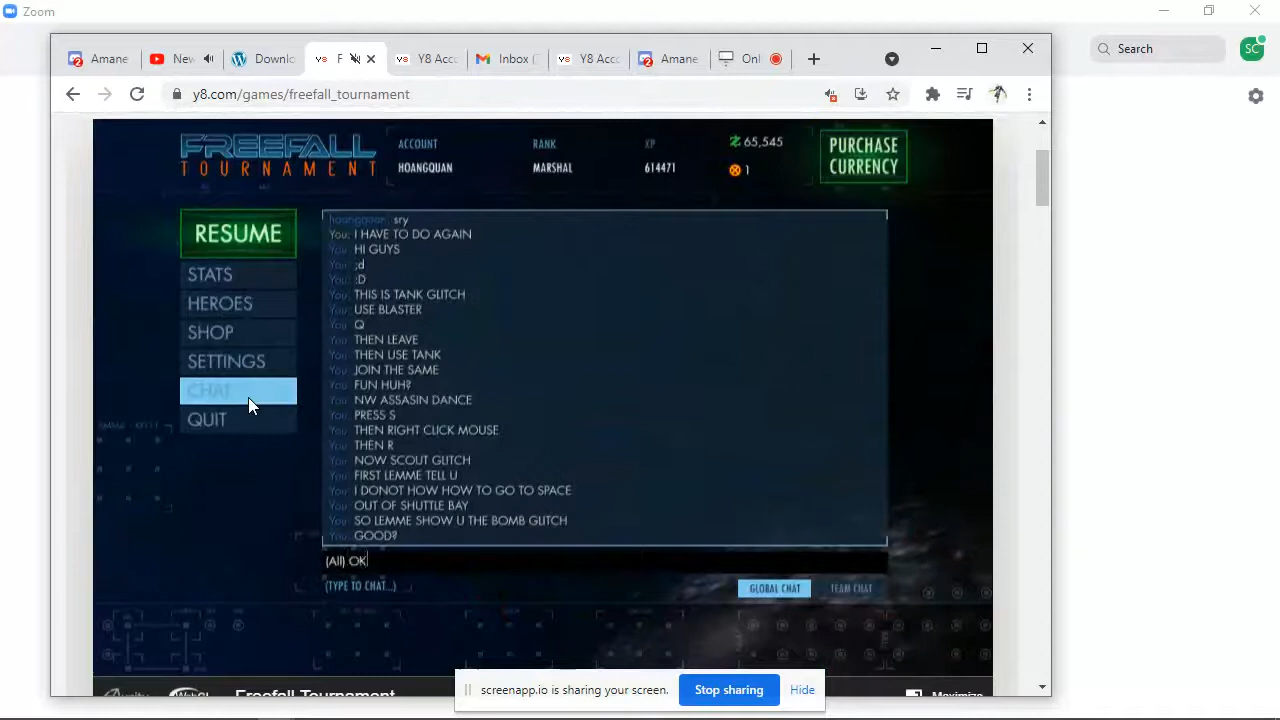 Zoom
Amane
Ni
Downlo
F
Y8 Acc
Inbox (
Y8 Acc
Amane
Onl
Search
SC
y8.com/games/freefall_tournament
FREEFALL
TOURNAMENT
ACCOUNT
HOANGQUAN
RANK
MARSHAL
XP
614471
65,545
1
PURCHASE
CURRENCY
RESUME
STATS
HEROES
SHOP
SETTINGS
CHAT
QUIT
hoangquan: sry
You: I HAVE TO DO AGAIN
You: HI GUYS
You: ;d
You: :D
You: THIS IS TANK GLITCH
You: USE BLASTER
You: Q
You: THEN LEAVE
You: THEN USE TANK
You: JOIN THE SAME
You: FUN HUH?
You: NW ASSASIN DANCE
You: PRESS S
You: THEN RIGHT CLICK MOUSE
You: THEN R
You: NOW SCOUT GLITCH
You: FIRST LEMME TELL U
You: I DONOT HOW HOW TO GO TO SPACE
You: OUT OF SHUTTLE BAY
You: SO LEMME SHOW U THE BOMB GLITCH
You: GOOD?
(All) OK
(TYPE TO CHAT...)
GLOBAL CHAT
TEAM CHAT
Freefall Tournament
Maximize
screenapp.io is sharing your screen.
Stop sharing
Hide